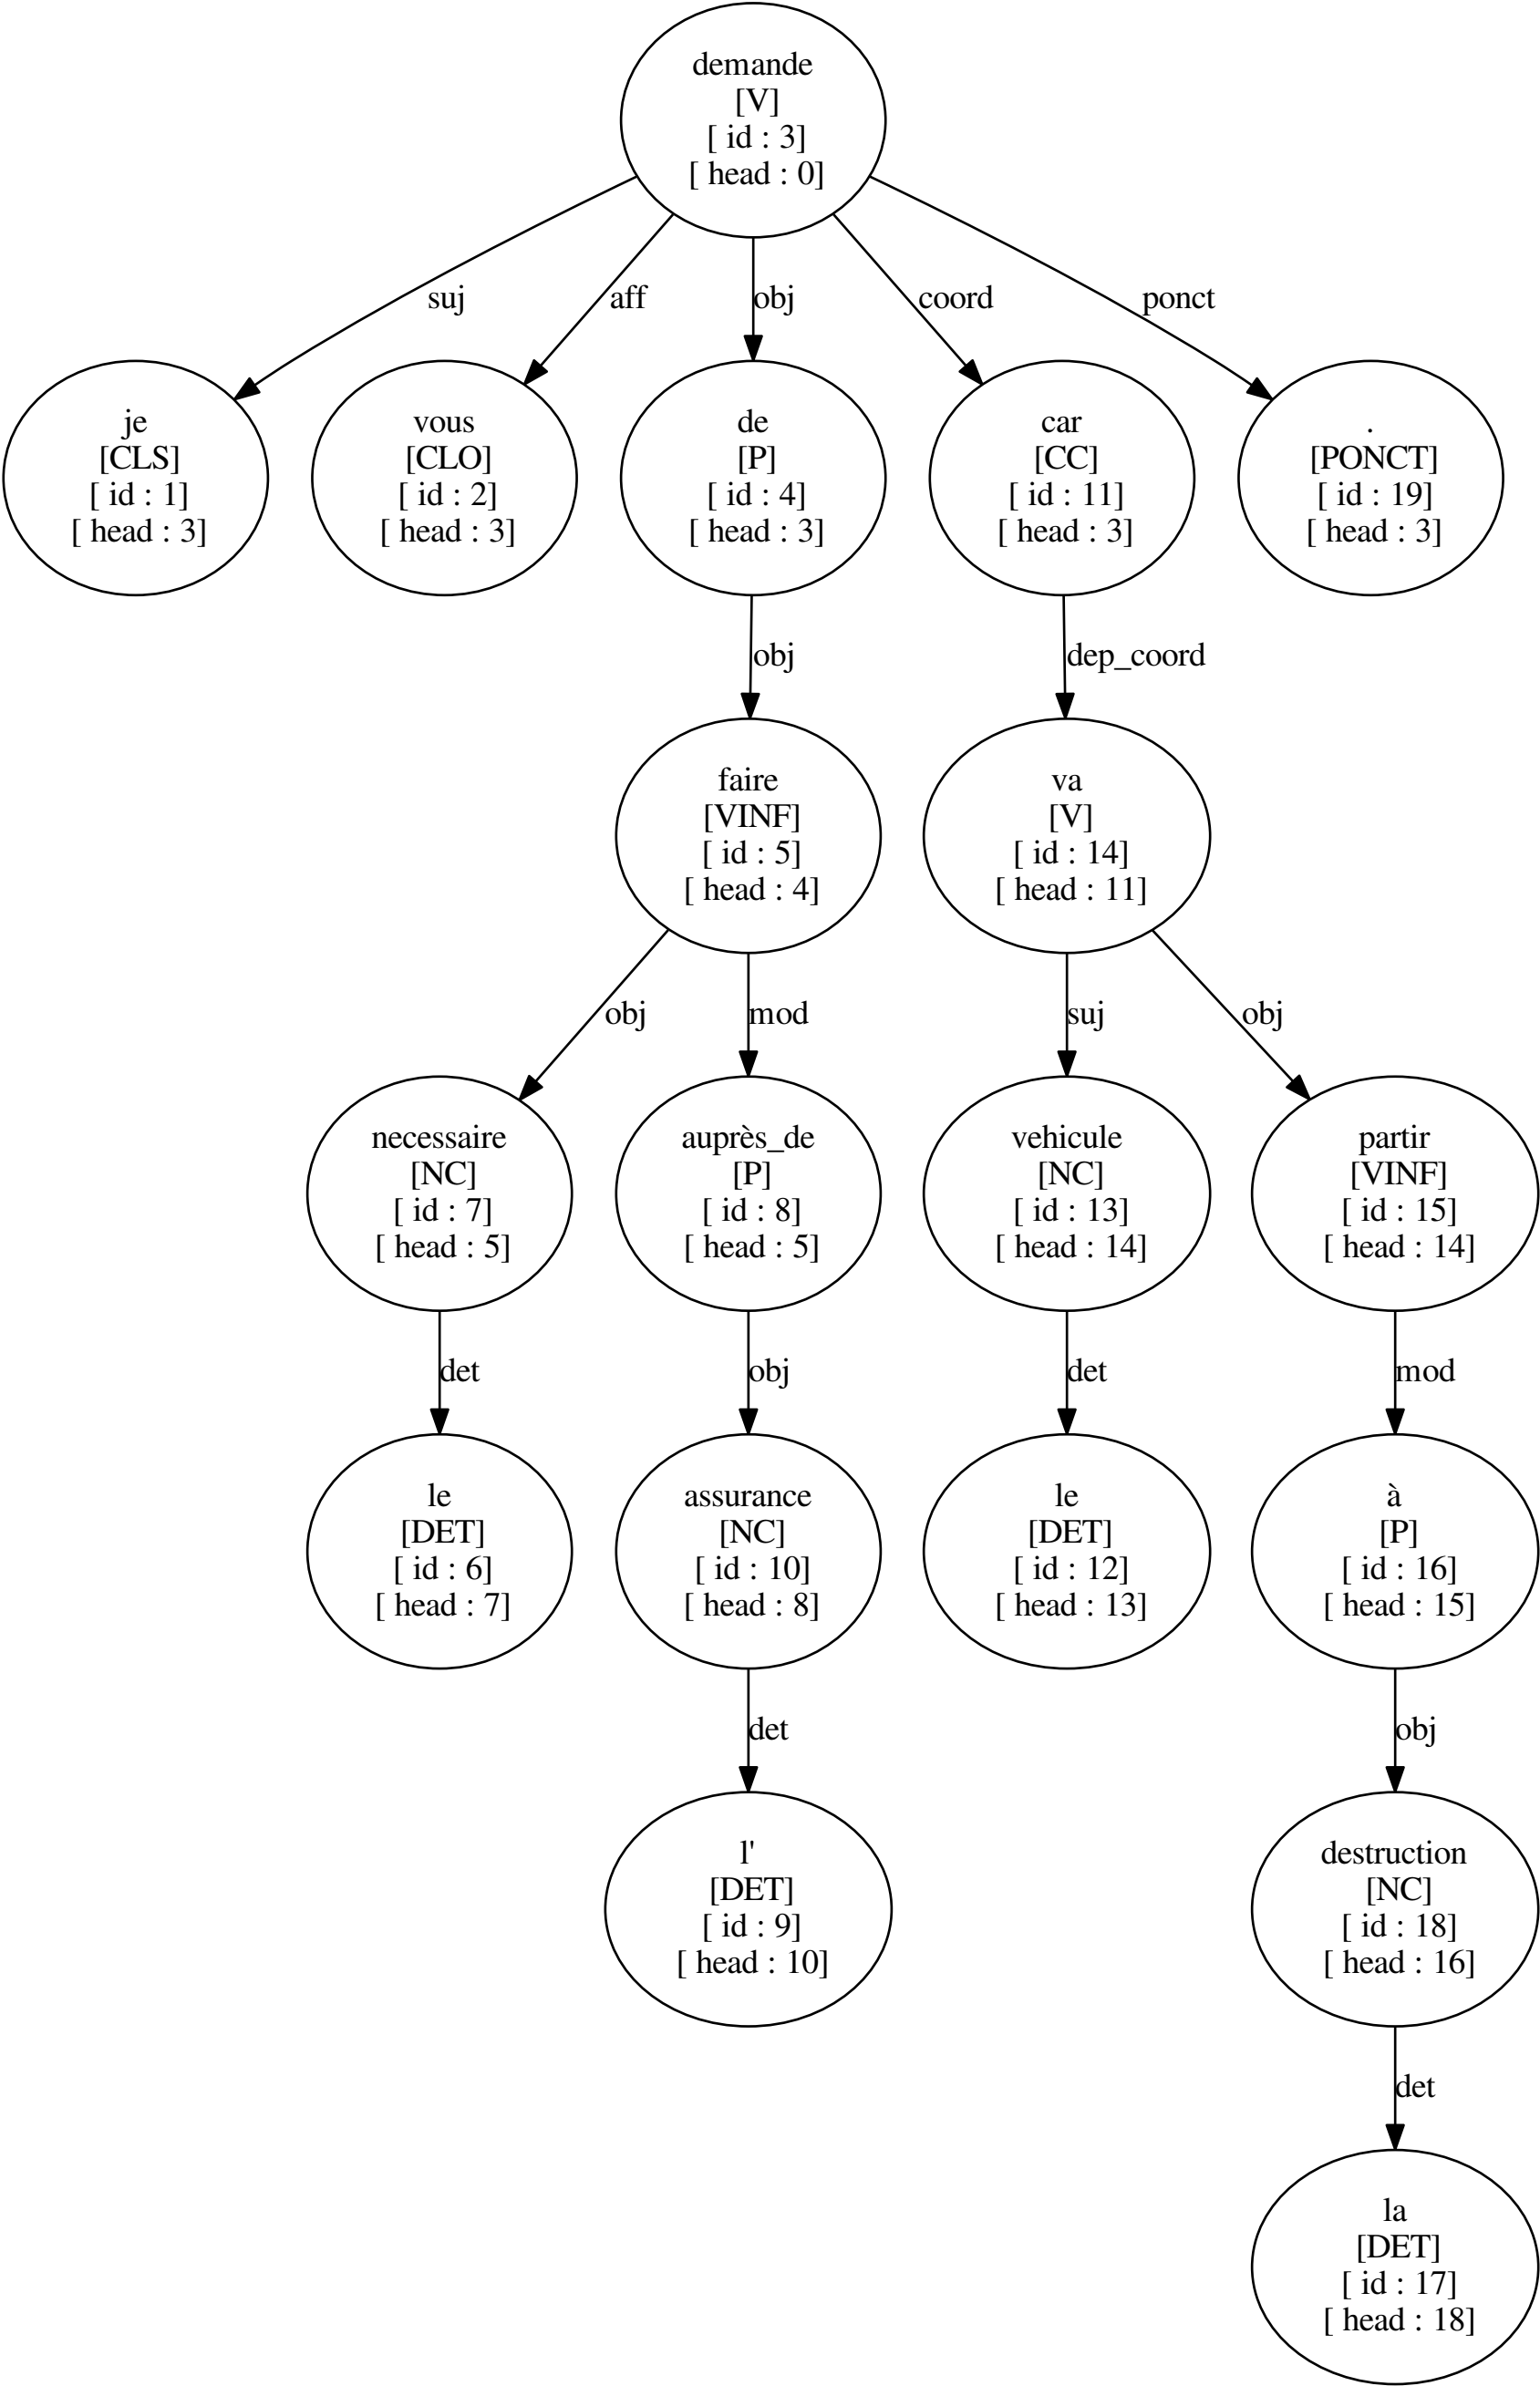 demande
[V]
[ id : 3]
[ head : 0]
suj
aff
obj
coord
ponct
je
[CLS]
[ id : 1]
[ head : 3]
vous
[CLO]
[ id : 2]
[ head : 3]
de
[P]
[ id : 4]
[ head : 3]
car
[CC]
[ id : 11]
[ head : 3]
.
[PONCT]
[ id : 19]
[ head : 3]
obj
dep_coord
faire
[VINF]
[ id : 5]
[ head : 4]
va
[V]
[ id : 14]
[ head : 11]
obj
mod
suj
obj
necessaire
[NC]
[ id : 7]
[ head : 5]
auprès_de
[P]
[ id : 8]
[ head : 5]
vehicule
[NC]
[ id : 13]
[ head : 14]
partir
[VINF]
[ id : 15]
[ head : 14]
det
obj
det
mod
le
[DET]
[ id : 6]
[ head : 7]
assurance
[NC]
[ id : 10]
[ head : 8]
le
[DET]
[ id : 12]
[ head : 13]
à
[P]
[ id : 16]
[ head : 15]
det
obj
l'
[DET]
[ id : 9]
[ head : 10]
destruction
[NC]
[ id : 18]
[ head : 16]
det
la
[DET]
[ id : 17]
[ head : 18]